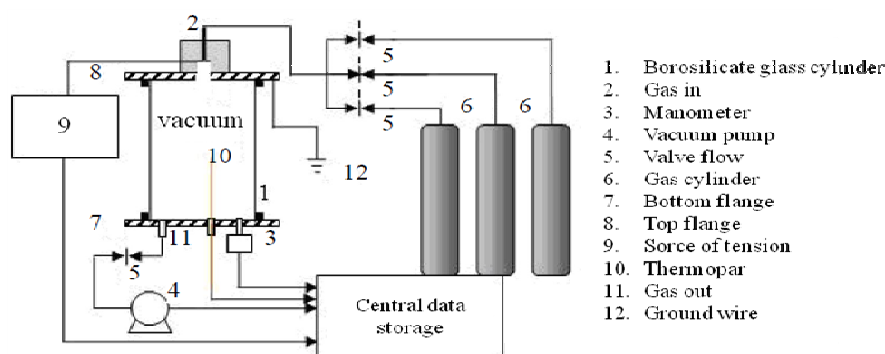 2
5
8
5
6
6
9
vacuum
5
10
12
1
7
11
3
5
4
Central data
storage
1. Borosilicate glass cylinder
2. Gas in
3. Manometer
4. Vacuum pump
5. Valve flow
6. Gas cylinder
7. Bottom flange
8. Top flange
9. Sorce of tension
10. Thermopar
11. Gas out
12. Ground wire